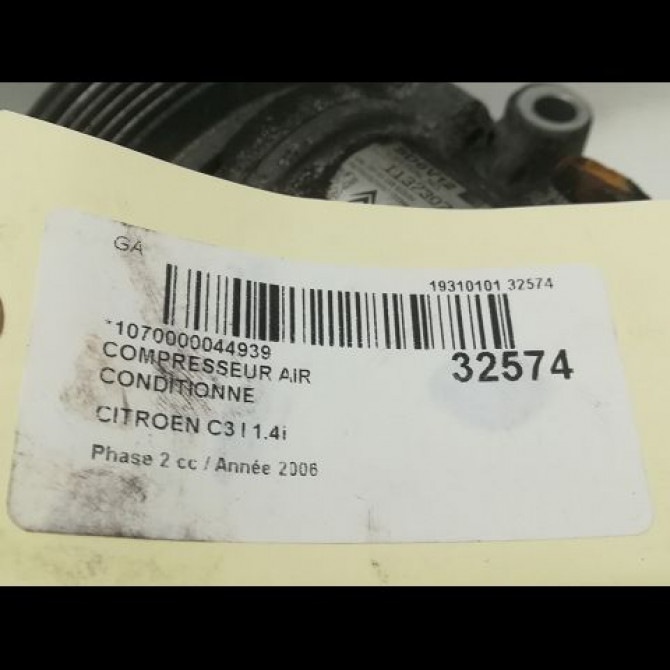 GA
19310101 32574
*1070000044939
32574
COMPRESSEUR AIR
CONDITIONNE
CITROEN C3 I 1.4i
Phase 2 cc / Année 2006